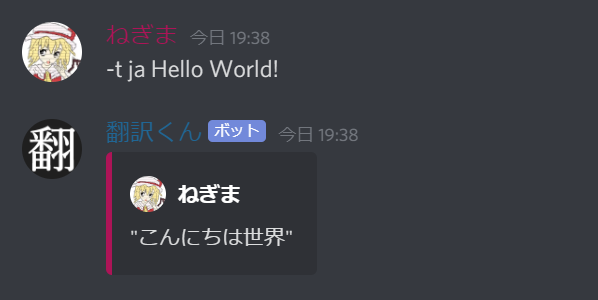 ねぎま 今日 19:38
-t ja Hello World!
翻
翻訳くん ボット 今日 19:38
ねぎま
"こんにちは世界"